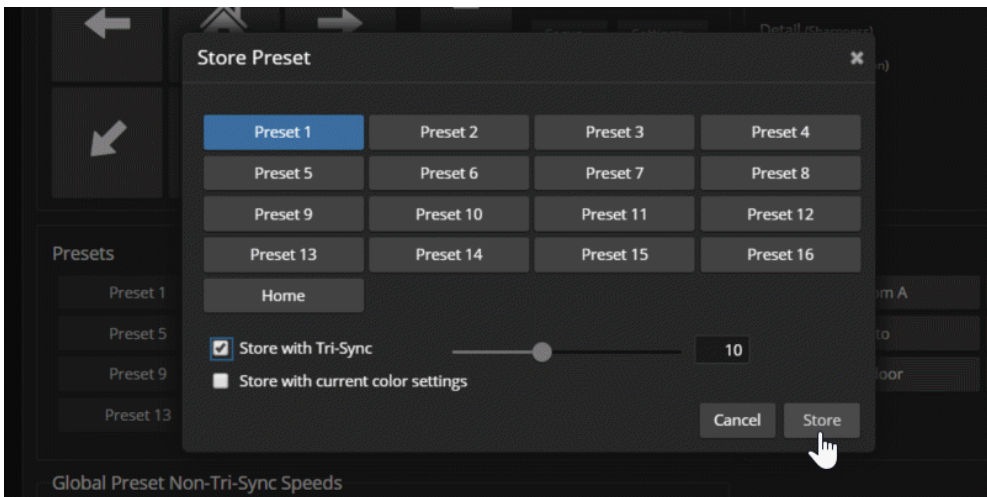 Detail (Sharpness)
Store Preset
Preset 1 Preset 2 Preset 3 Preset 4
Preset 5 Preset 6 Preset 7 Preset 8
Preset 9 Preset 10 Preset 11 Preset 12
Preset 13 Preset 14 Preset 15 Preset 16
Home
Store with Tri-Sync 10
Store with current color settings
Cancel Store
Presets
Preset 1
Preset 5
Preset 9
Preset 13
Global Preset Non-Tri-Sync Speeds